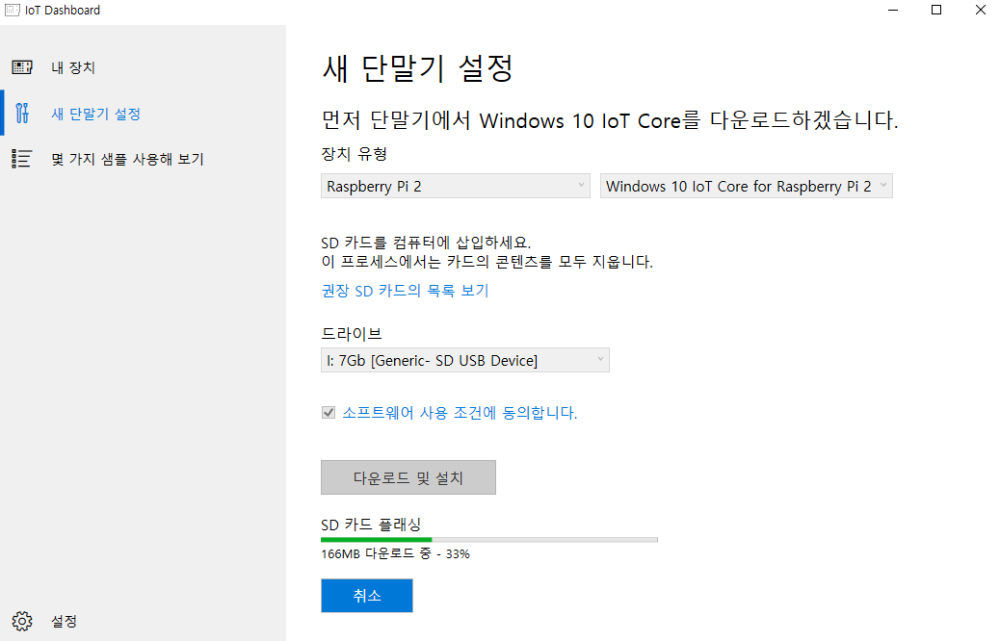 IoT Dashboard
내 장치
새 단말기 설정
몇 가지 샘플 사용해 보기
설정
새 단말기 설정
먼저 단말기에서 Windows 10 IoT Core를 다운로드하겠습니다.
장치 유형
Raspberry Pi 2
Windows 10 IoT Core for Raspberry Pi 2
SD 카드를 컴퓨터에 삽입하세요.
이 프로세스에서는 카드의 콘텐츠를 모두 지웁니다.
권장 SD 카드의 목록 보기
드라이브
I: 7Gb [Generic- SD USB Device]
소프트웨어 사용 조건에 동의합니다.
다운로드 및 설치
SD 카드 플래싱
166MB 다운로드 중 - 33%
취소